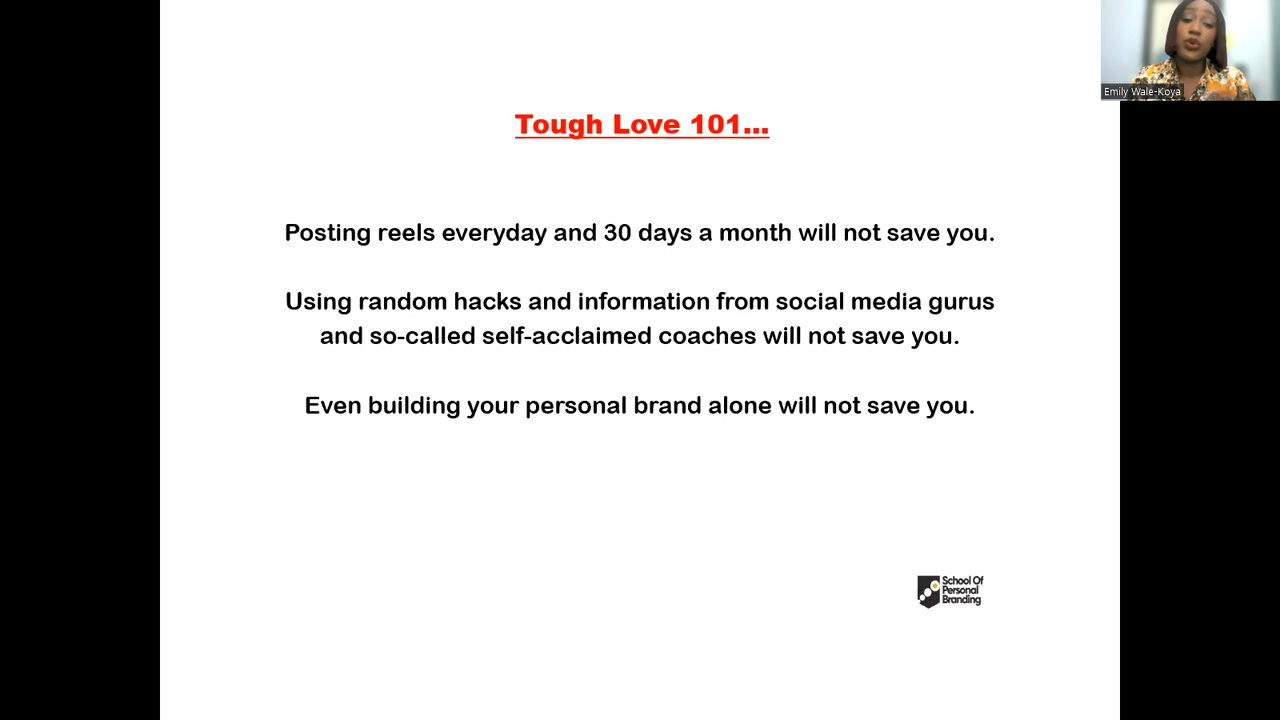 Emily Wale-Koya
Tough Love 101...
Posting reels everyday and 30 days a month will not save you.
Using random hacks and information from social media gurus
and so-called self-acclaimed coaches will not save you.
Even building your personal brand alone will not save you.
School Of
Personal
Branding